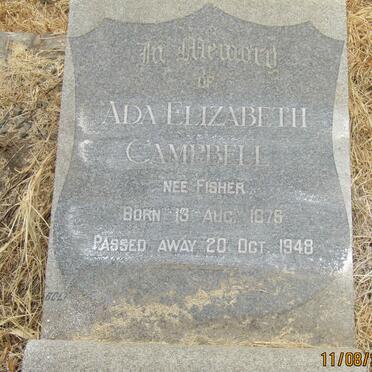 In Memory
OF
ADA ELIZABETH
CAMPBELL
NEE FISHER
BORN 13 AUG. 1876
PASSED AWAY 20 OCT. 1948
11/08/